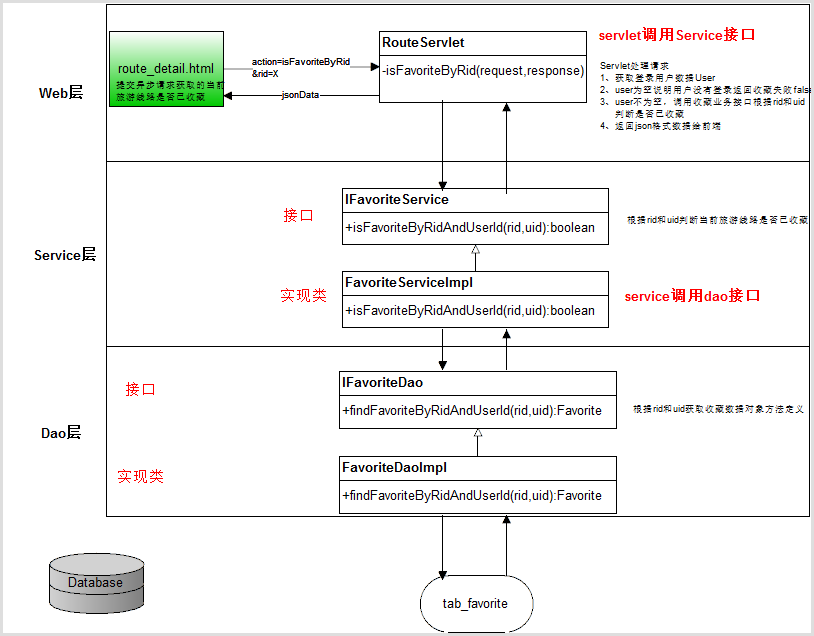 Web层
route_detail.html
提交异步请求获取的当前
旅游线路是否已收藏
action=isFavoriteByRid
&rid=X
jsonData
RouteServlet
-isFavoriteByRid(request,response)
servlet调用Service接口
Servlet处理请求
1、获取登录用户数据User
2、user为空说明用户没有登录返回收藏失败fals
3、user不为空，调用收藏业务接口根据rid和uid
判断是否已收藏
4、返回json格式数据给前端
Service层
接口
IFavoriteService
+isFavoriteByRidAndUserId(rid,uid):boolean
根据rid和uid判断当前旅游线路是否已收藏
实现类
FavoriteServiceImpl
+isFavoriteByRidAndUserId(rid,uid):boolean
service调用dao接口
Dao层
接口
IFavoriteDao
+findFavoriteByRidAndUserId(rid,uid):Favorite
根据rid和uid获取收藏数据对象方法定义
实现类
FavoriteDaoImpl
+findFavoriteByRidAndUserId(rid,uid):Favorite
Database
tab_favorite